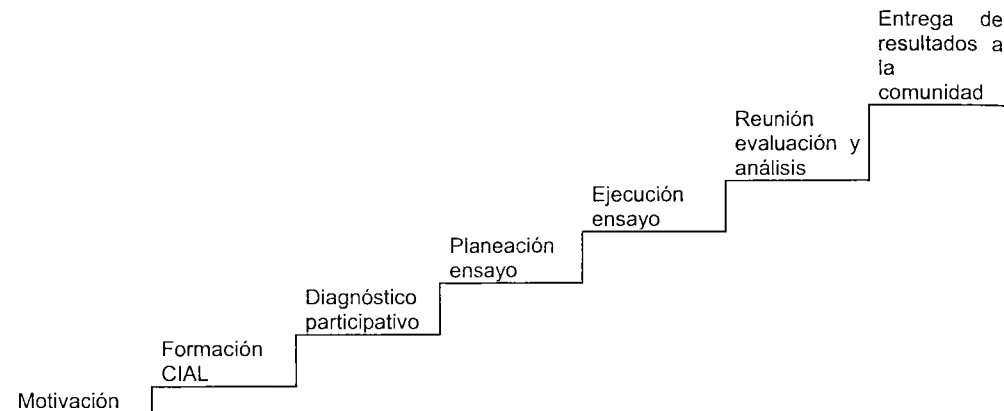 Entrega de
resultados a
la
comunidad
Reunión
evaluación y
análisis
Ejecución
ensayo
Planeación
ensayo
Diagnóstico
participativo
Formación
CIAL
Motivación